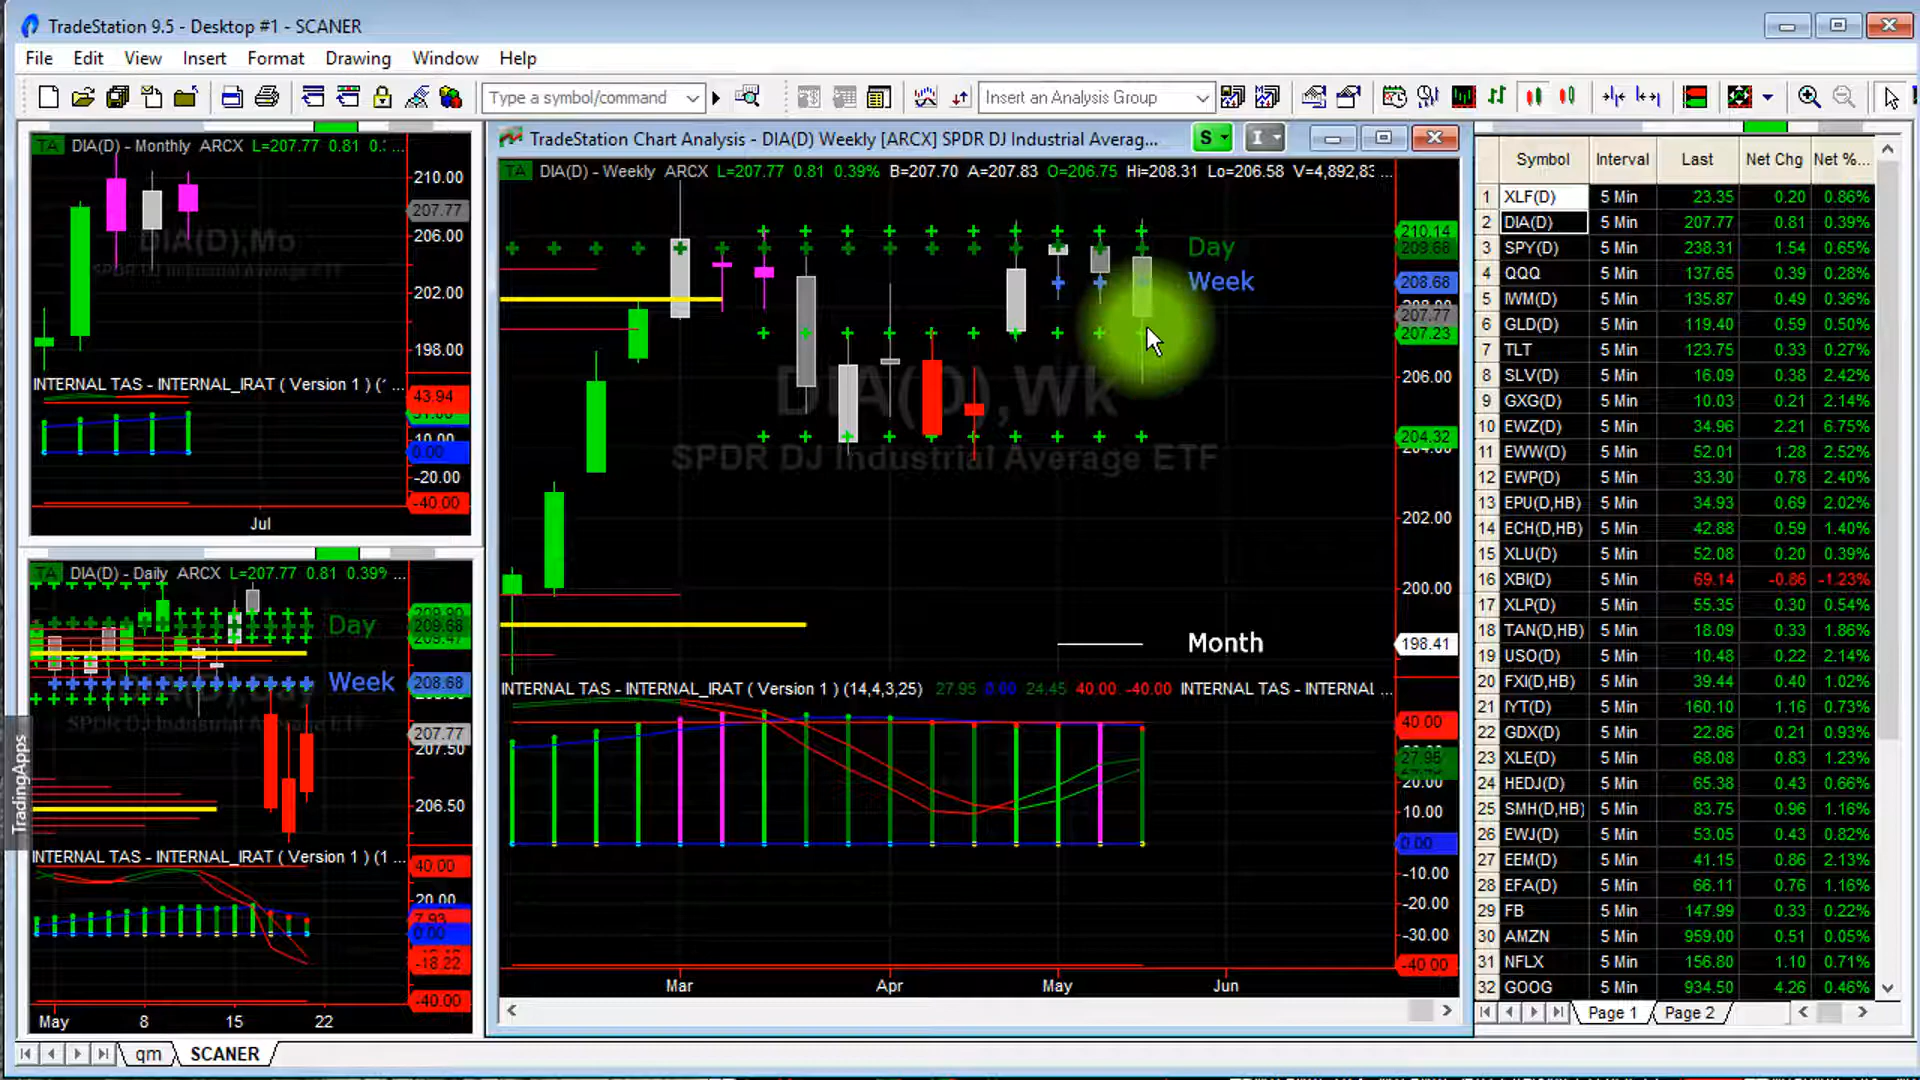 TradeStation 9.5 - Desktop #1 - SCANER
File Edit View Insert Format Drawing Window Help
Type a symbol/command
Insert an Analysis Group
TA DIA(D) - Monthly ARCX L=207.77 0.81 0.: ...
210.00
207.77
206.00
202.00
198.00
DIA(D),Mo
SPDR DJ Industrial Average ETF
INTERNAL TAS - INTERNAL_IRAT ( Version 1 ) (' ...
43.94
10.00
0.00
-20.00
-40.00
Jul
TA DIA(D) - Daily ARCX L=207.77 0.81 0.39% ...
Day
209.68
Week
208.68
207.77
207.50
206.50
INTERNAL TAS - INTERNAL_IRAT ( Version 1 ) (1 ...
40.00
20.00
7.93
0.00
-18.22
-40.00
May 8 15 22
TradingApps
qm SCANER
TradeStation Chart Analysis - DIA(D) Weekly [ARCX] SPDR DJ Industrial Averag...
S I
TA DIA(D) - Weekly ARCX L=207.77 0.81 0.39% B=207.70 A=207.83 O=206.75 Hi=208.31 Lo=206.58 V=4,892,83 ...
210.14
Day
209.68
Week
208.68
207.77
207.23
206.00
DIA(D),Wk
SPDR DJ Industrial Average ETF
204.32
204.00
202.00
200.00
Month
198.41
INTERNAL TAS - INTERNAL_IRAT ( Version 1 ) (14,4,3,25) 27.95 0.00 24.45 40.00 -40.00 INTERNAL TAS - INTERNAL ...
40.00
27.95
20.00
10.00
0.00
-10.00
-20.00
-30.00
-40.00
Mar Apr May Jun
Symbol Interval Last Net Chg Net %...
1 XLF(D) 5 Min 23.35 0.20 0.86%
2 DIA(D) 5 Min 207.77 0.81 0.39%
3 SPY(D) 5 Min 238.31 1.54 0.65%
4 QQQ 5 Min 137.65 0.39 0.28%
5 IWM(D) 5 Min 135.87 0.49 0.36%
6 GLD(D) 5 Min 119.40 0.59 0.50%
7 TLT 5 Min 123.75 0.33 0.27%
8 SLV(D) 5 Min 16.09 0.38 2.42%
9 GXG(D) 5 Min 10.03 0.21 2.14%
10 EWZ(D) 5 Min 34.96 2.21 6.75%
11 EWW(D) 5 Min 52.01 1.28 2.52%
12 EWP(D) 5 Min 33.30 0.78 2.40%
13 EPU(D,HB) 5 Min 34.93 0.69 2.02%
14 ECH(D,HB) 5 Min 42.88 0.59 1.40%
15 XLU(D) 5 Min 52.08 0.20 0.39%
16 XBI(D) 5 Min 69.14 -0.86 -1.23%
17 XLP(D) 5 Min 55.35 0.30 0.54%
18 TAN(D,HB) 5 Min 18.09 0.33 1.86%
19 USO(D) 5 Min 10.48 0.22 2.14%
20 FXI(D,HB) 5 Min 39.44 0.40 1.02%
21 IYT(D) 5 Min 160.10 1.16 0.73%
22 GDX(D) 5 Min 22.86 0.21 0.93%
23 XLE(D) 5 Min 68.08 0.83 1.23%
24 HEDJ(D) 5 Min 65.38 0.43 0.66%
25 SMH(D,HB) 5 Min 83.75 0.96 1.16%
26 EWJ(D) 5 Min 53.05 0.43 0.82%
27 EEM(D) 5 Min 41.15 0.86 2.13%
28 EFA(D) 5 Min 66.11 0.76 1.16%
29 FB 5 Min 147.99 0.33 0.22%
30 AMZN 5 Min 959.00 0.51 0.05%
31 NFLX 5 Min 156.80 1.10 0.71%
32 GOOG 5 Min 934.50 4.26 0.46%
Page 1 Page 2